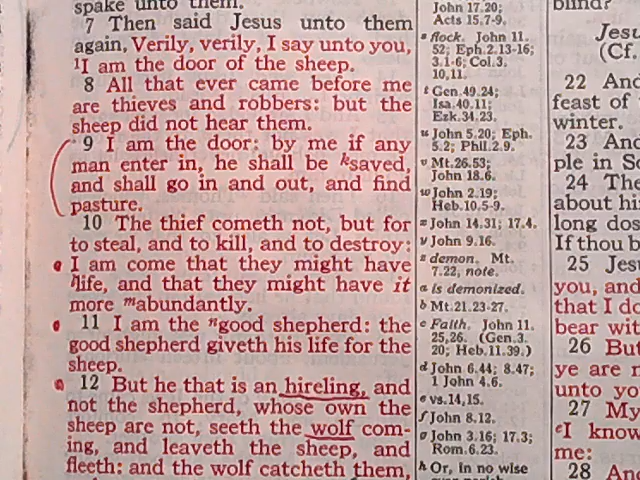 spake unto them.
7 Then said Jesus unto them
again, Verily, verily, I say unto you,
lI am the door of the sheep.
8 All that ever came before me
are thieves and robbers: but the
sheep did not hear them.
9 I am the door: by me if any
man enter in, he shall be ksaved,
and shall go in and out, and find
pasture.
10 The thief cometh not, but for
to steal, and to kill, and to destroy:
I am come that they might have
llife, and that they might have it
more mabundantly.
11 I am the ngood shepherd: the
good shepherd giveth his life for the
sheep.
12 But he that is an hireling, and
not the shepherd, whose own the
sheep are not, seeth the wolf com-
ing, and leaveth the sheep, and
fleeth: and the wolf catcheth them,
John 17.20;
Acts 15.7-9.
s flock. John 11.
52; Eph.2.13-16;
3.1-6; Col.3.
10,11.
t Gen.49.24;
Isa.40.11;
Ezk.34.23.
u John 5.20; Eph.
5.2; Phil.2.9.
v Mt.26.53;
John 18.6.
w John 2.19;
Heb.10.5-9.
x John 14.31; 17.4.
y John 9.16.
z demon. Mt.
7.22, note.
a is demonized.
b Mt.21.23-27.
c Faith. John 11.
25,26. (Gen.3.
20; Heb.11.39.)
d John 6.44; 8.47;
1 John 4.6.
e vs.14,15.
f John 8.12.
g John 3.16; 17.3;
Rom.6.23.
h Or, in no wise
blind?
Jesu
(Cf.
22 And
feast of
winter.
23 And
ple in So
24 The
about hi
long dos
If thou b
25 Jesu
you, and
that I do
bear wit
26 But
ye are n
unto yo
27 My
eI know
me:
28 And